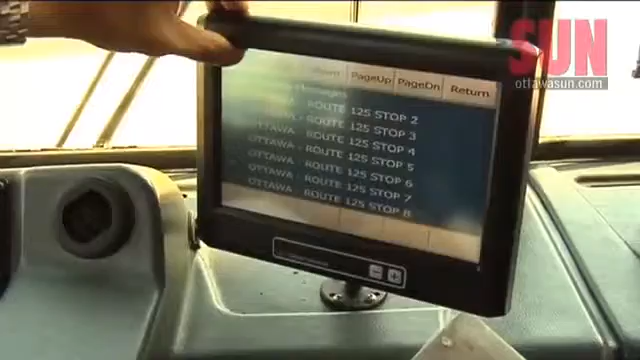 SUN
ottawasun.com
PageUp PageDn Return
Messages
ROUTE 125 STOP 2
ROUTE 125 STOP 3
OTTAWA - ROUTE 125 STOP 4
OTTAWA - ROUTE 125 STOP 5
OTTAWA - ROUTE 125 STOP 6
OTTAWA - ROUTE 125 STOP 7
OTTAWA - ROUTE 125 STOP 8
- +